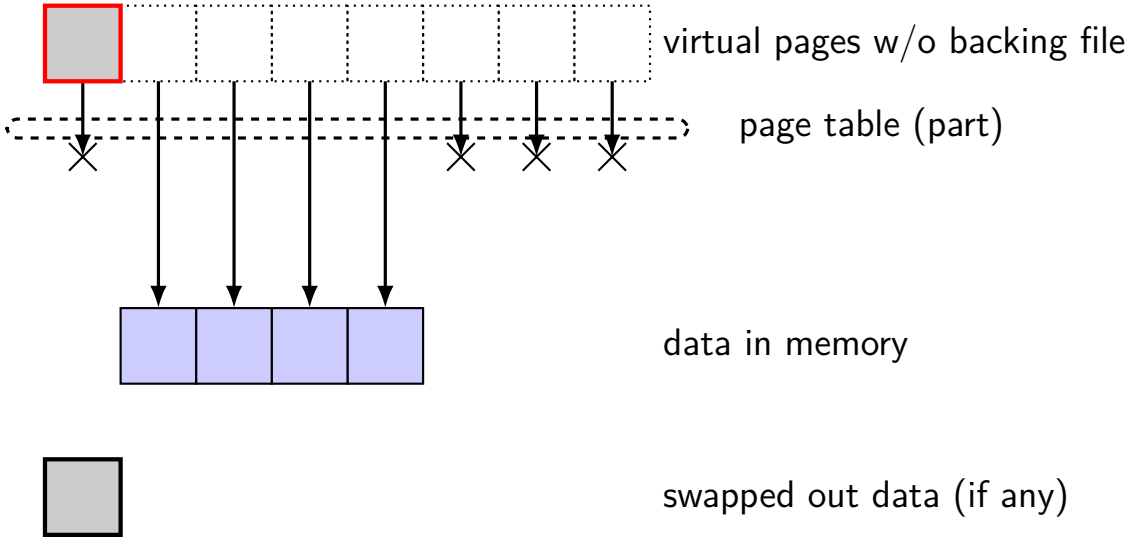 virtual pages w/o backing file
page table (part)
data in memory
swapped out data (if any)